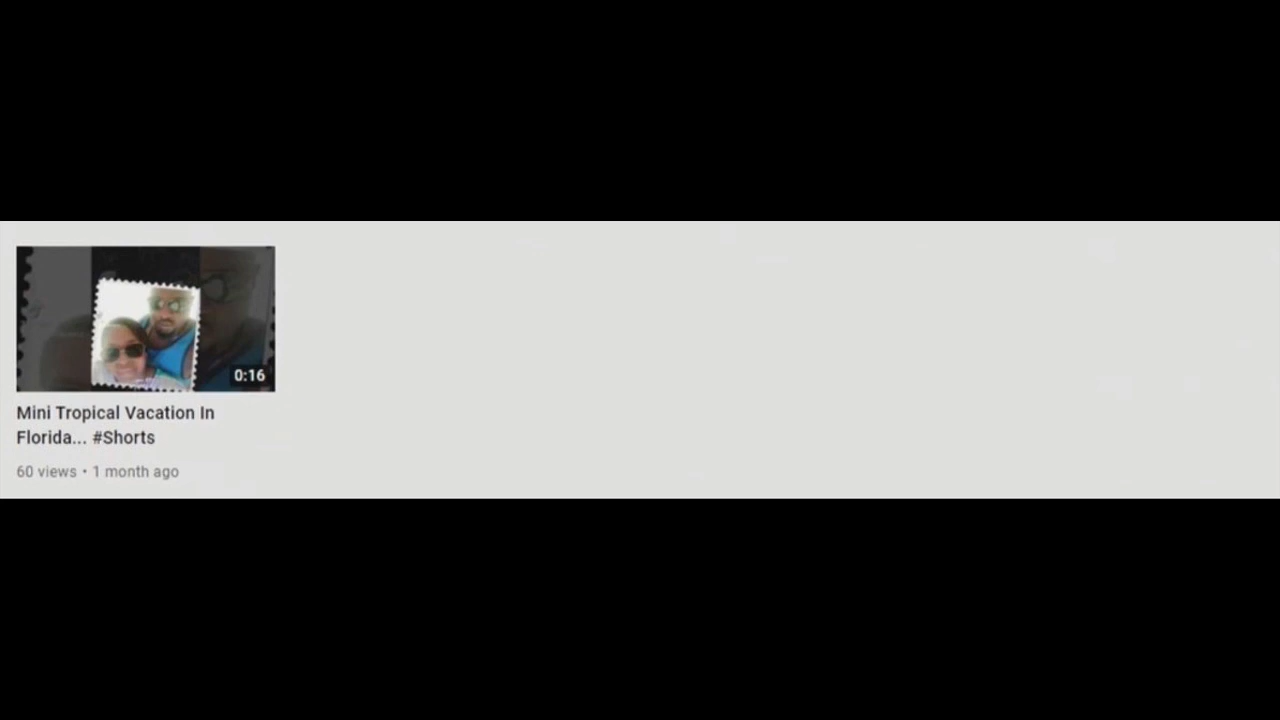 0:16
Mini Tropical Vacation In
Florida... #Shorts
60 views • 1 month ago